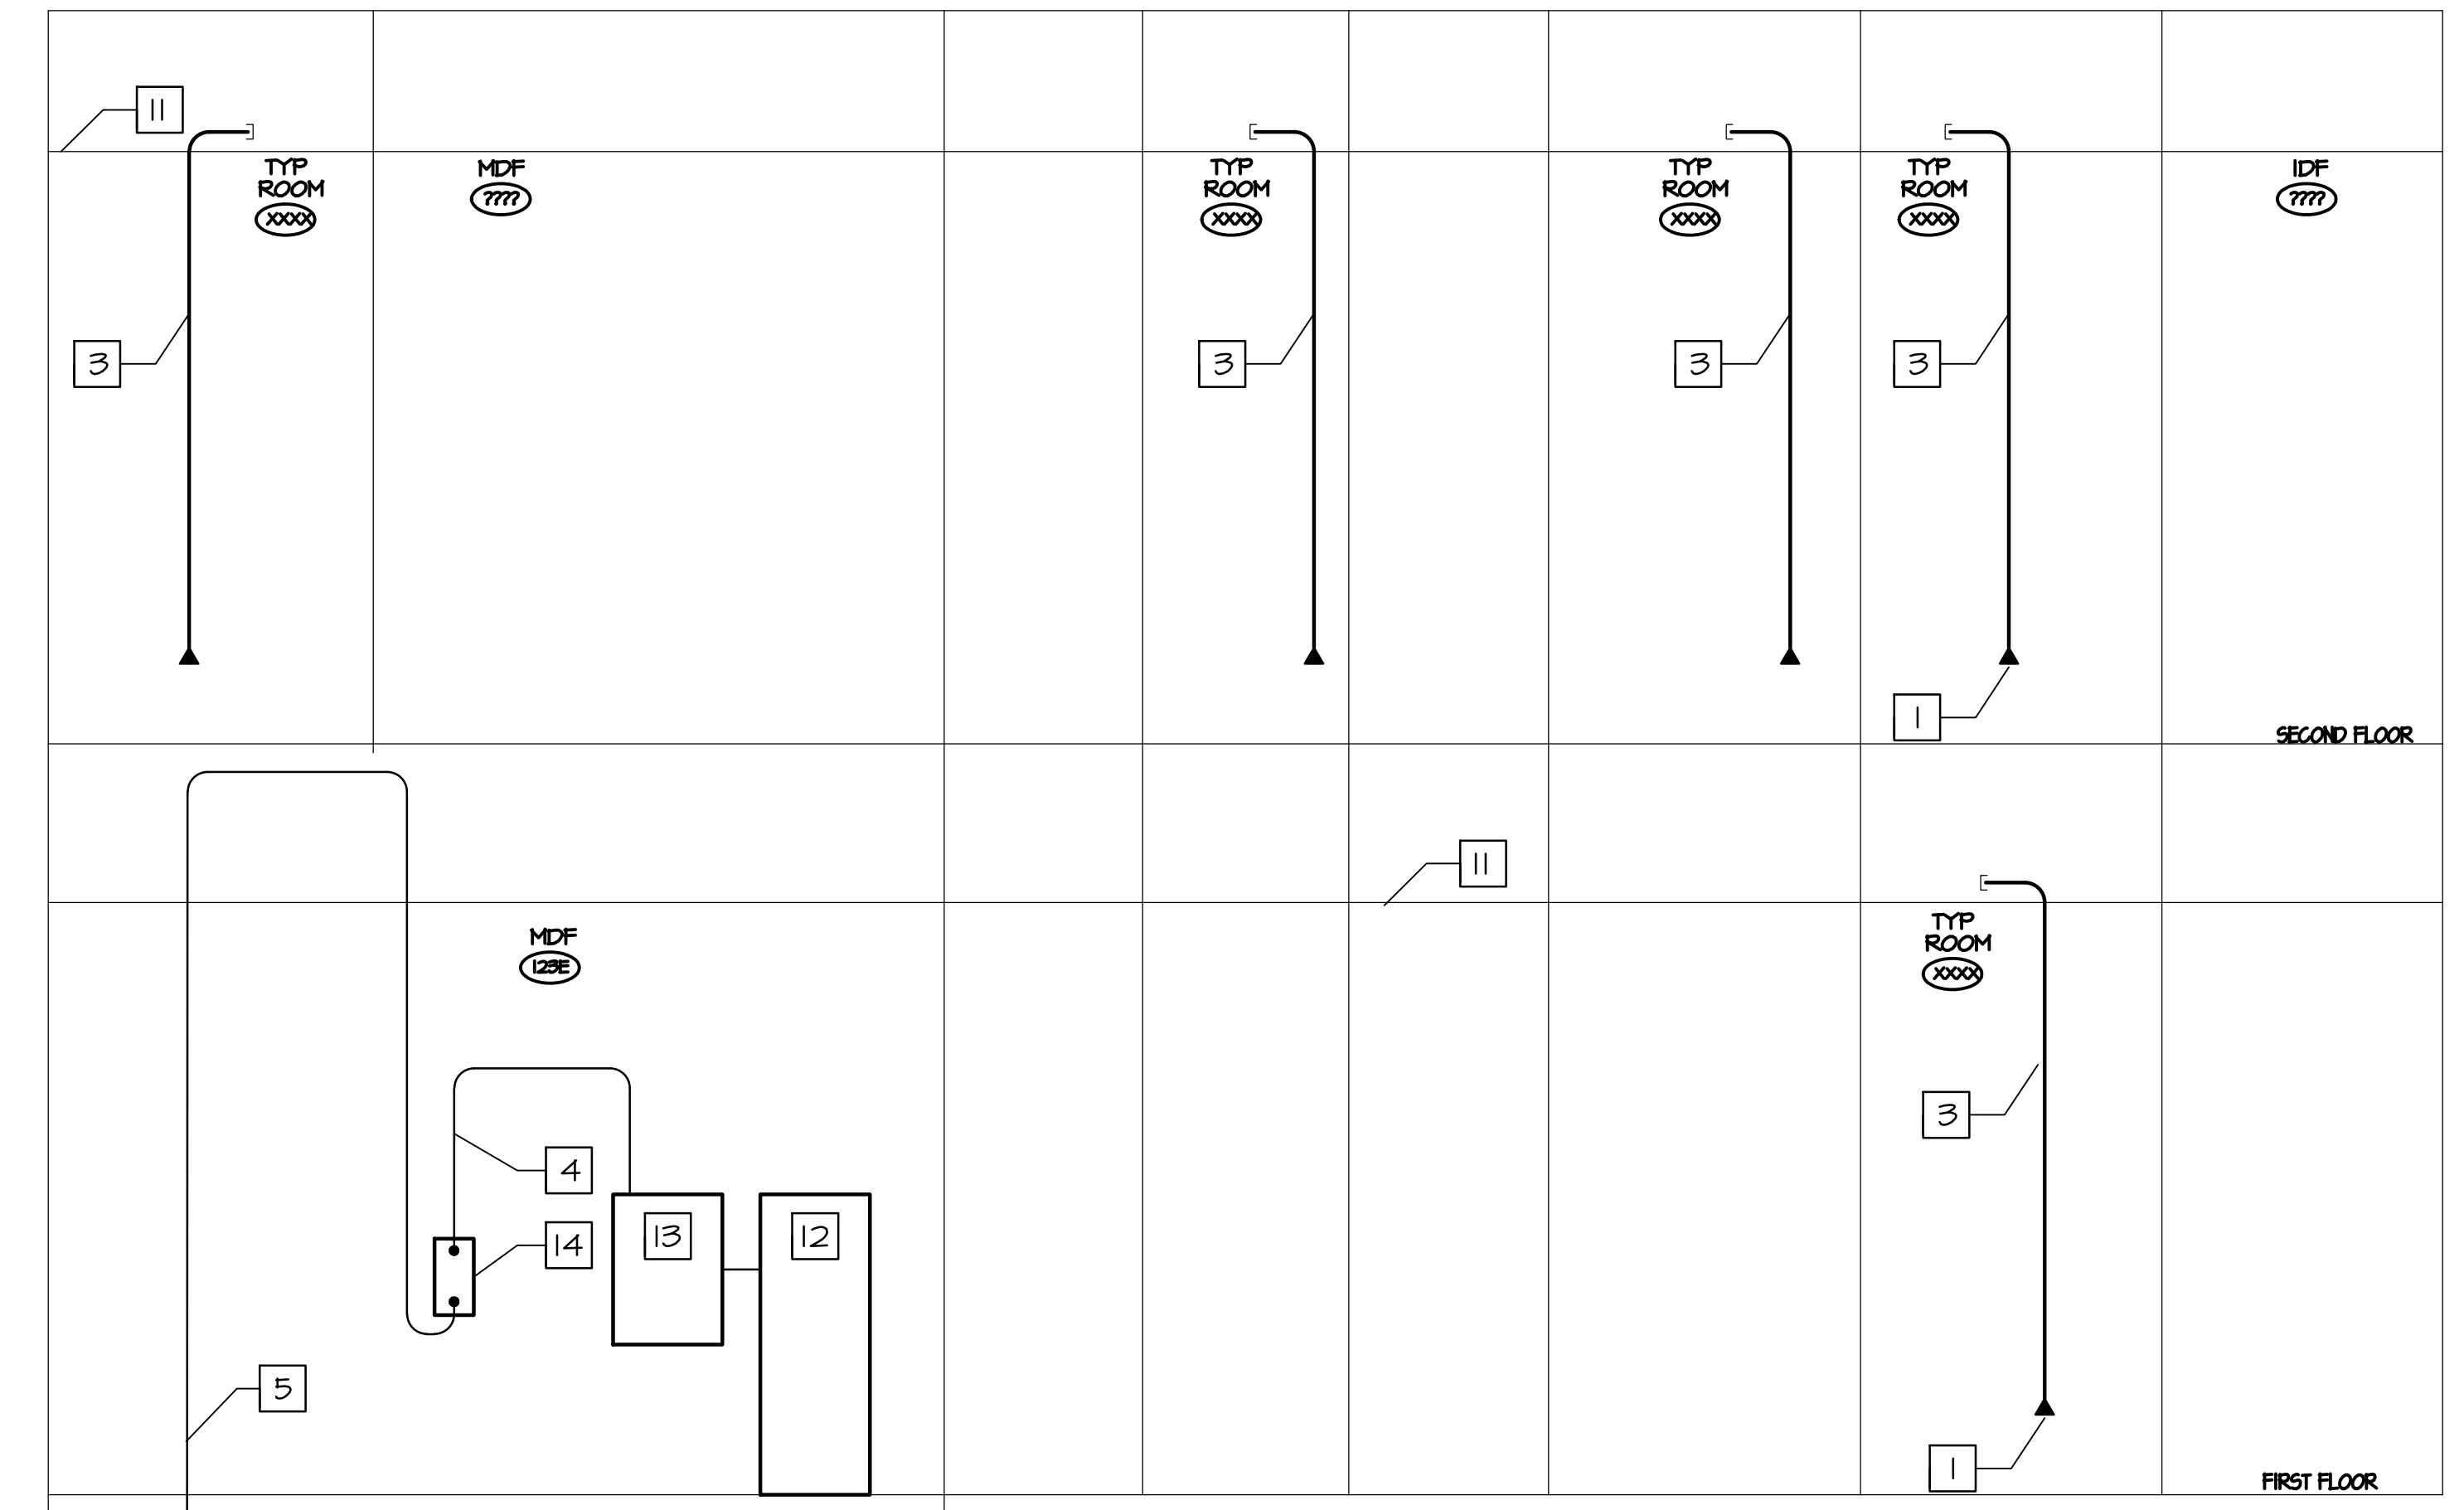 11
TYP
ROOM
XXXX
MDF
????
TYP
ROOM
XXXX
TYP
ROOM
XXXX
TYP
ROOM
XXXX
IDF
????
3
3
3
3
1
SECOND FLOOR
11
MDF
123E
TYP
ROOM
XXXX
3
4
14
13
12
5
1
FIRST FLOOR